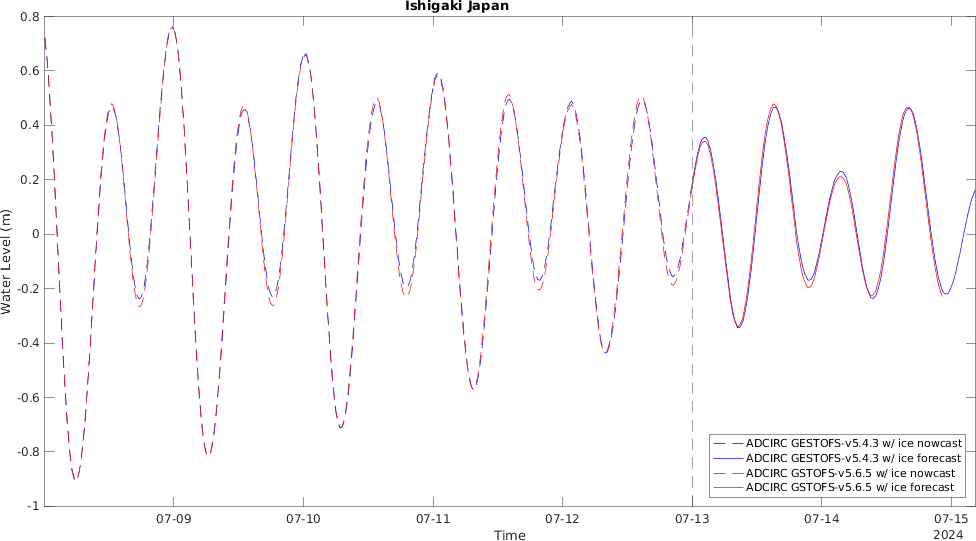 Ishigaki Japan
0.8
0.6
0.4
0.2
0
-0.2
-0.4
-0.6
-0.8
-1
Water Level (m)
ADCIRC GESTOFS-v5.4.3 w/ ice nowcast
ADCIRC GESTOFS-v5.4.3 w/ ice forecast
ADCIRC GSTOFS-v5.6.5 w/ ice nowcast
ADCIRC GSTOFS-v5.6.5 w/ ice forecast
07-09 07-10 07-11 07-12 07-13 07-14 07-15
2024
Time